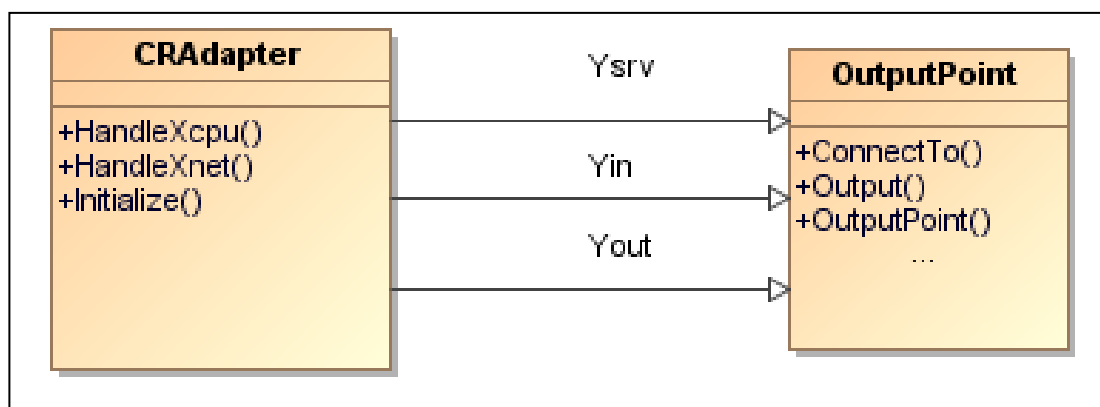 CRAdapter
+HandleXcpu()
+HandleXnet()
+Initialize()
Ysrv
Yin
Yout
OutputPoint
+ConnectTo()
+Output()
+OutputPoint()
...